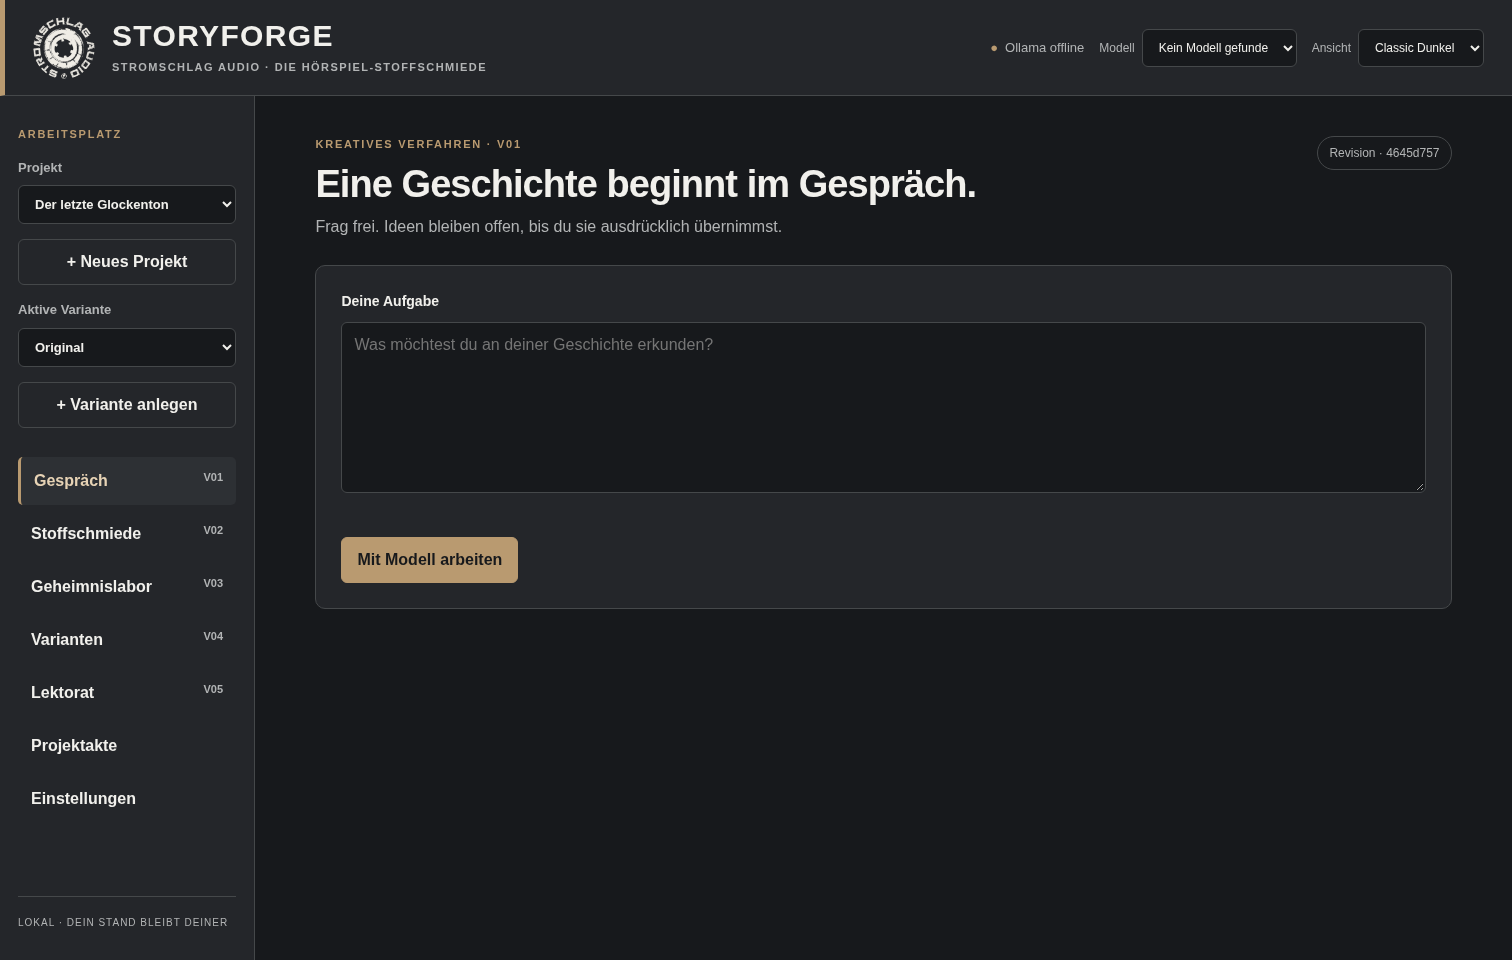 STROMSCHLAG AUDIO
STORYFORGE
STROMSCHLAG AUDIO · DIE HÖRSPIEL-STOFFSCHMIEDE
● Ollama offline Modell Kein Modell gefunde Ansicht Classic Dunkel
ARBEITSPLATZ
Projekt
Der letzte Glockenton
+ Neues Projekt
Aktive Variante
Original
+ Variante anlegen
Gespräch V01
Stoffschmiede V02
Geheimnislabor V03
Varianten V04
Lektorat V05
Projektakte
Einstellungen
LOKAL · DEIN STAND BLEIBT DEINER
KREATIVES VERFAHREN · V01
Revision · 4645d757
Eine Geschichte beginnt im Gespräch.
Frag frei. Ideen bleiben offen, bis du sie ausdrücklich übernimmst.
Deine Aufgabe
Was möchtest du an deiner Geschichte erkunden?
Mit Modell arbeiten